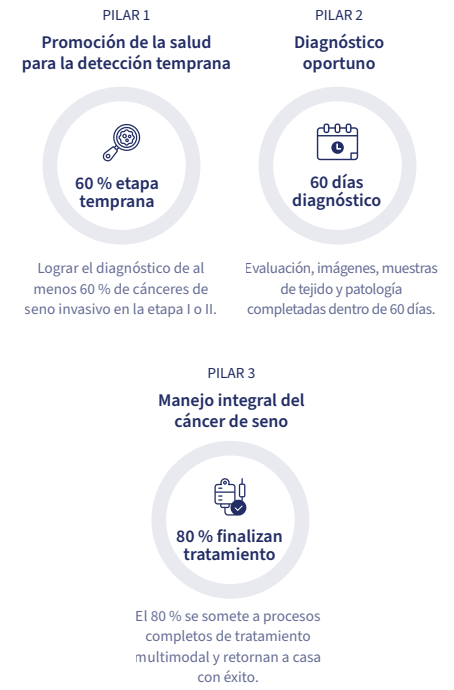 PILAR 1
Promoción de la salud
para la detección temprana
60 % etapa
temprana
Lograr el diagnóstico de al
menos 60 % de cánceres de
seno invasivo en la etapa I o II.
PILAR 2
Diagnóstico
oportuno
60 días
diagnóstico
Evaluación, imágenes, muestras
de tejido y patología
completadas dentro de 60 días.
PILAR 3
Manejo integral del
cáncer de seno
80 % finalizan
tratamiento
El 80 % se somete a procesos
completos de tratamiento
multimodal y retornan a casa
con éxito.